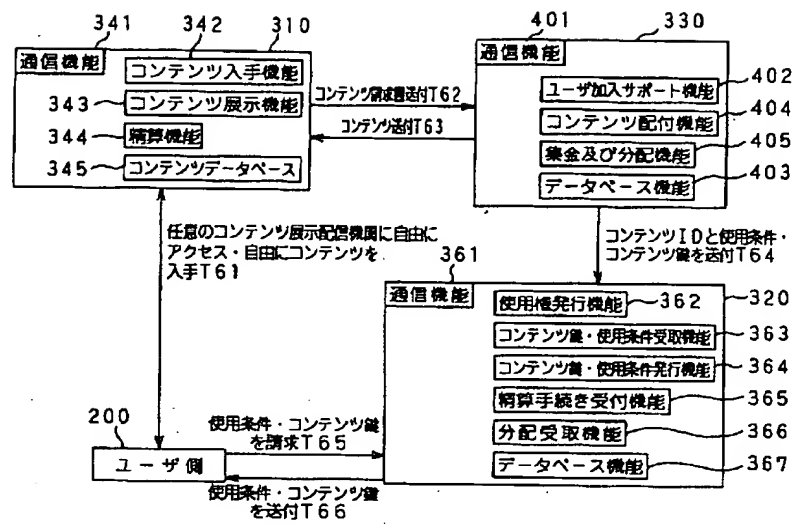 341
342
310
通信機能
コンテンツ入手機能
343
コンテンツ展示機能
344
精算機能
345
コンテンツデータベース
コンテンツ請求書送付T62
コンテンツ送付T63
401
330
通信機能
402
ユーザ加入サポート機能
404
コンテンツ配付機能
405
集金及び分配機能
403
データベース機能
任意のコンテンツ展示配信機関に自由に
アクセス・自由にコンテンツを
入手T61
コンテンツIDと使用条件・
コンテンツ鍵を送付T64
361
通信機能
320
使用権発行機能
362
コンテンツ鍵・使用条件受取機能
363
コンテンツ鍵・使用条件発行機能
364
精算手続き受付機能
365
分配受取機能
366
データベース機能
367
200
ユーザ側
使用条件・コンテンツ鍵
を請求T65
使用条件・コンテンツ鍵
を送付T66